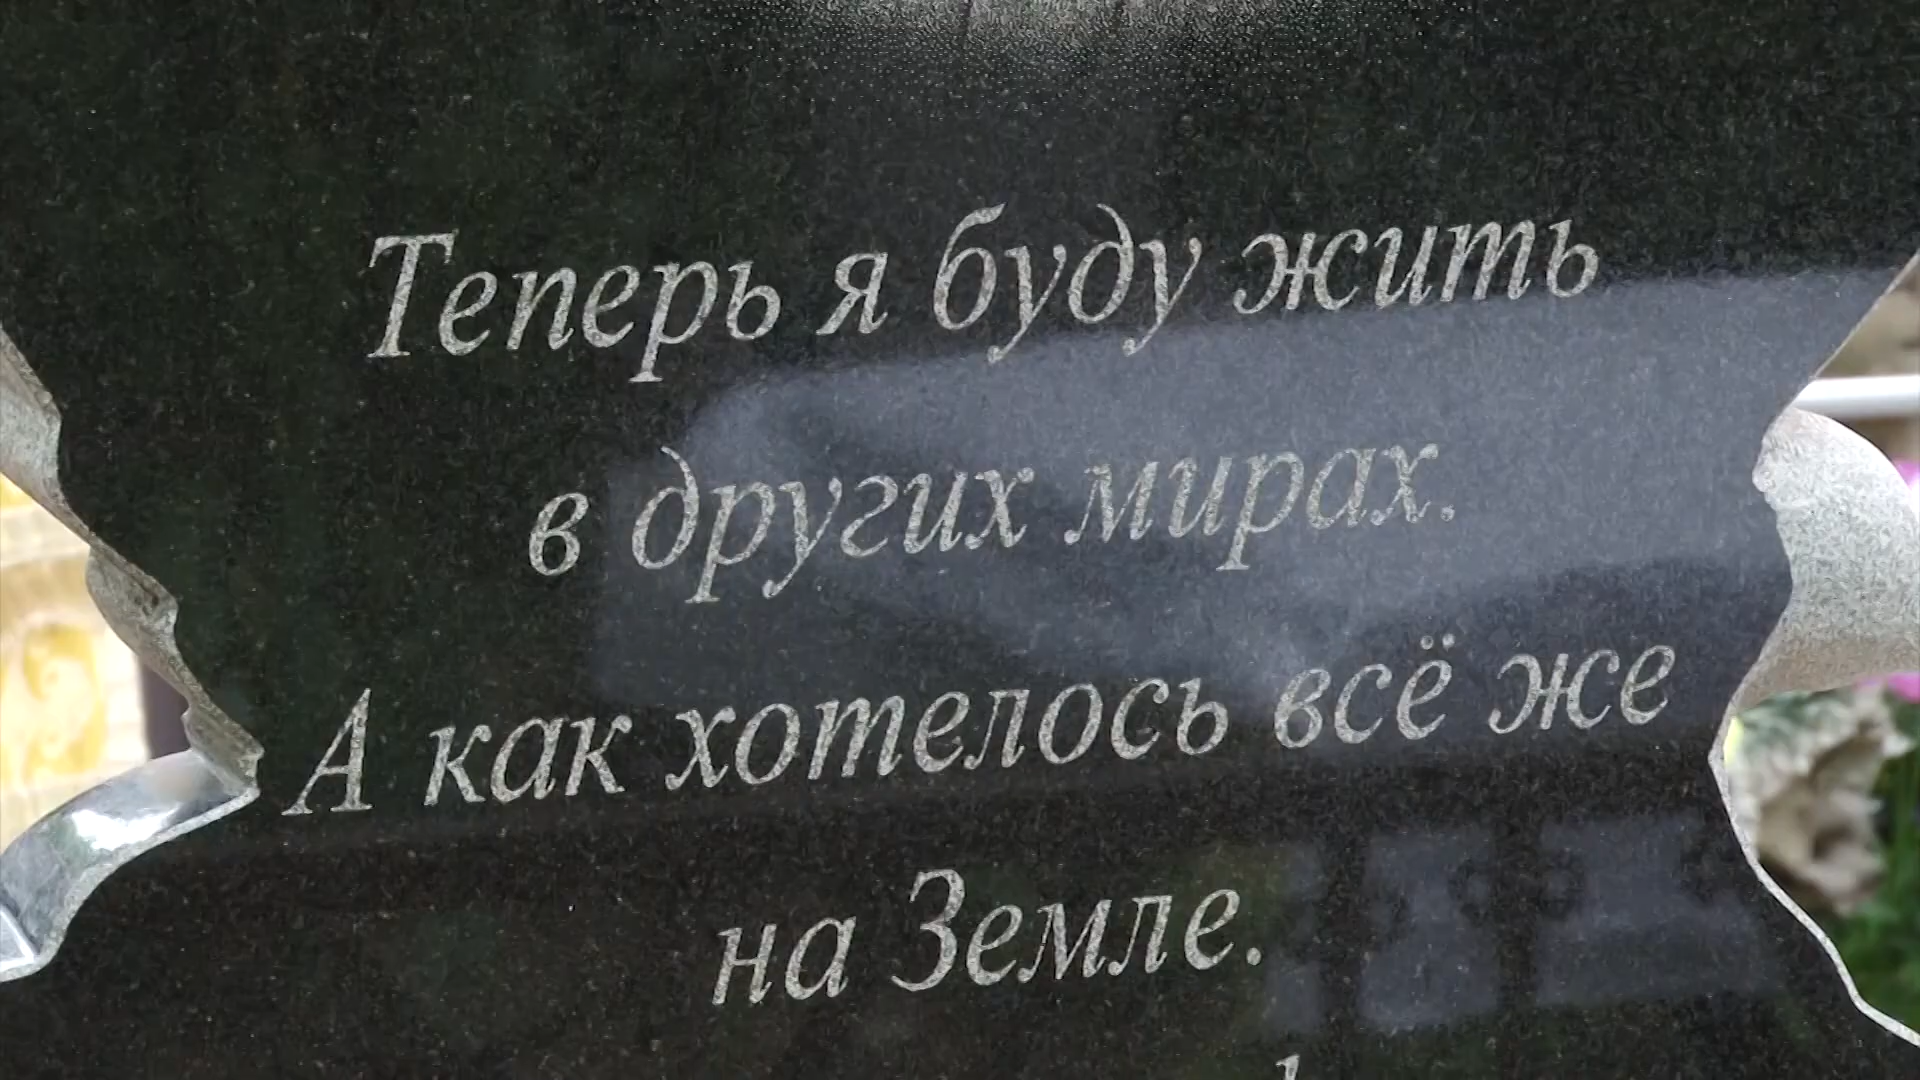 Теперь я буду жить
в других мирах.
А как хотелось всё же
на Земле.